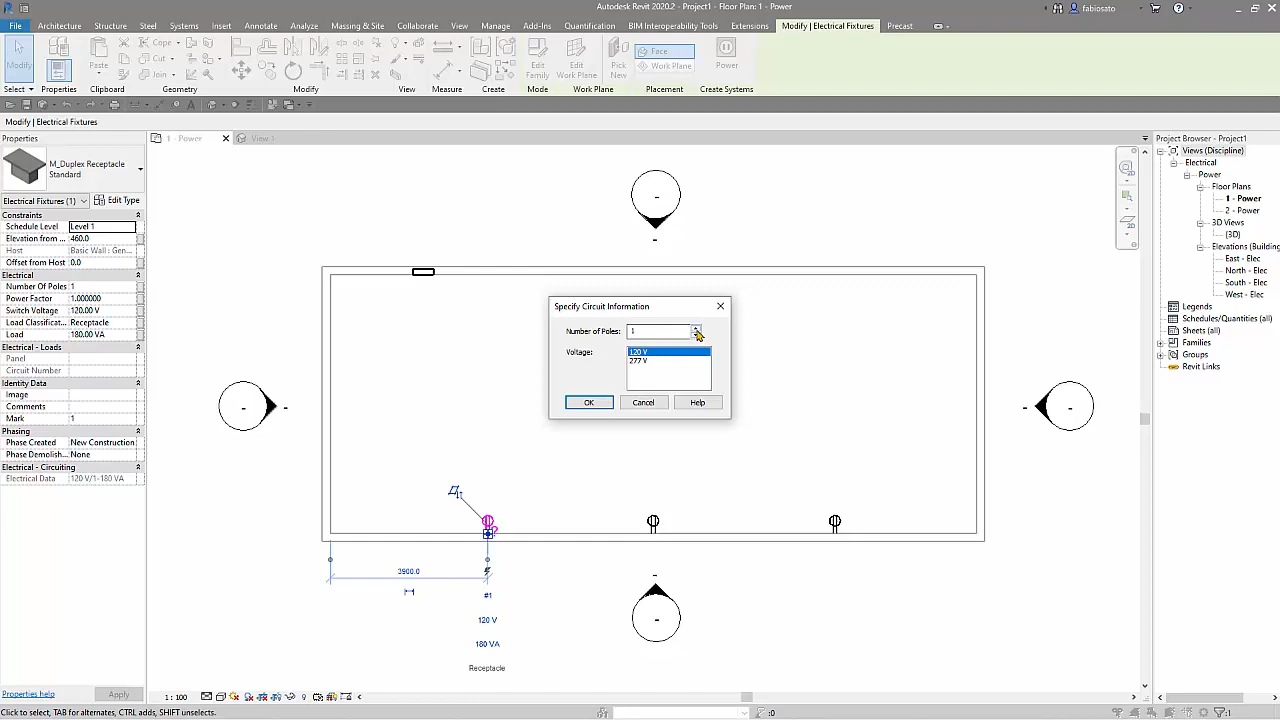 Autodesk Revit 2020.2 - Project1 - Floor Plan: 1 - Power
fabiosato
File
Architecture
Structure
Steel
Systems
Insert
Annotate
Analyze
Massing & Site
Collaborate
View
Manage
Add-Ins
Quantification
BIM Interoperability Tools
Extensions
Modify | Electrical Fixtures
Precast
Modify
Paste
Cope
Cut
Join
Edit
Family
Edit
Work Plane
Pick
New
Face
Work Plane
Power
Select
Properties
Clipboard
Geometry
Modify
View
Measure
Create
Mode
Work Plane
Placement
Create Systems
Modify | Electrical Fixtures
Properties
M_Duplex Receptacle
Standard
Electrical Fixtures (1)
Edit Type
Constraints
Schedule Level Level 1
Elevation from ... 460.0
Host Basic Wall : Gen...
Offset from Host 0.0
Electrical
Number Of Poles 1
Power Factor 1.000000
Switch Voltage 120.00 V
Load Classificat... Receptacle
Load 180.00 VA
Electrical - Loads
Panel
Circuit Number
Identity Data
Image
Comments
Mark 1
Phasing
Phase Created New Construction
Phase Demolish... None
Electrical - Circuiting
Electrical Data 120 V/1-180 VA
Properties help
Apply
1 - Power
View 1
Specify Circuit Information
Number of Poles: 1
Voltage:
120 V
277 V
OK
Cancel
Help
3900.0
#1
120 V
180 VA
Receptacle
Project Browser - Project1
Views (Discipline)
Electrical
Power
Floor Plans
1 - Power
2 - Power
3D Views
{3D}
Elevations (Building
East - Elec
North - Elec
South - Elec
West - Elec
Legends
Schedules/Quantities (all)
Sheets (all)
Families
Groups
Revit Links
1 : 100
Click to select, TAB for alternates, CTRL adds, SHIFT unselects.
:0
:1